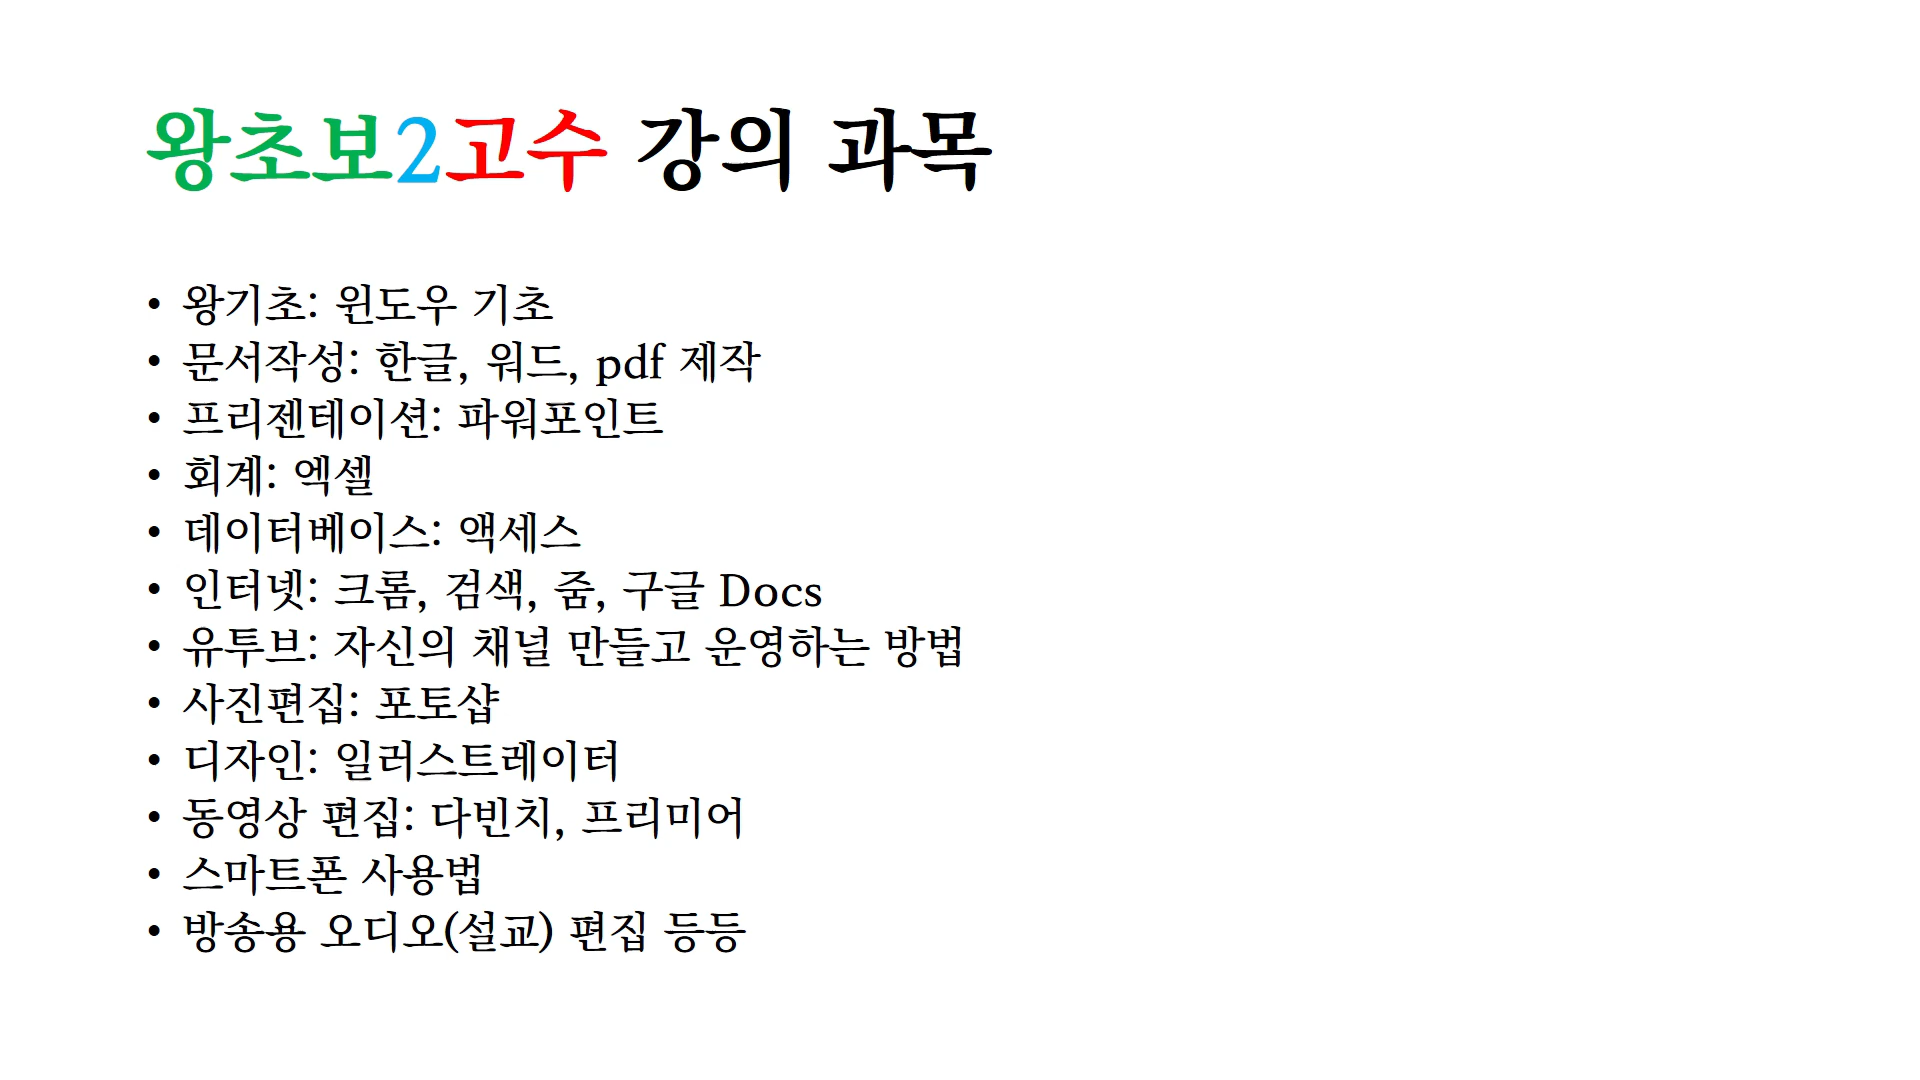 왕초보2고수 강의 과목
• 왕기초: 윈도우 기초
• 문서작성: 한글, 워드, pdf 제작
• 프리젠테이션: 파워포인트
• 회계: 엑셀
• 데이터베이스: 액세스
• 인터넷: 크롬, 검색, 줌, 구글 Docs
• 유투브: 자신의 채널 만들고 운영하는 방법
• 사진편집: 포토샵
• 디자인: 일러스트레이터
• 동영상 편집: 다빈치, 프리미어
• 스마트폰 사용법
• 방송용 오디오(설교) 편집 등등